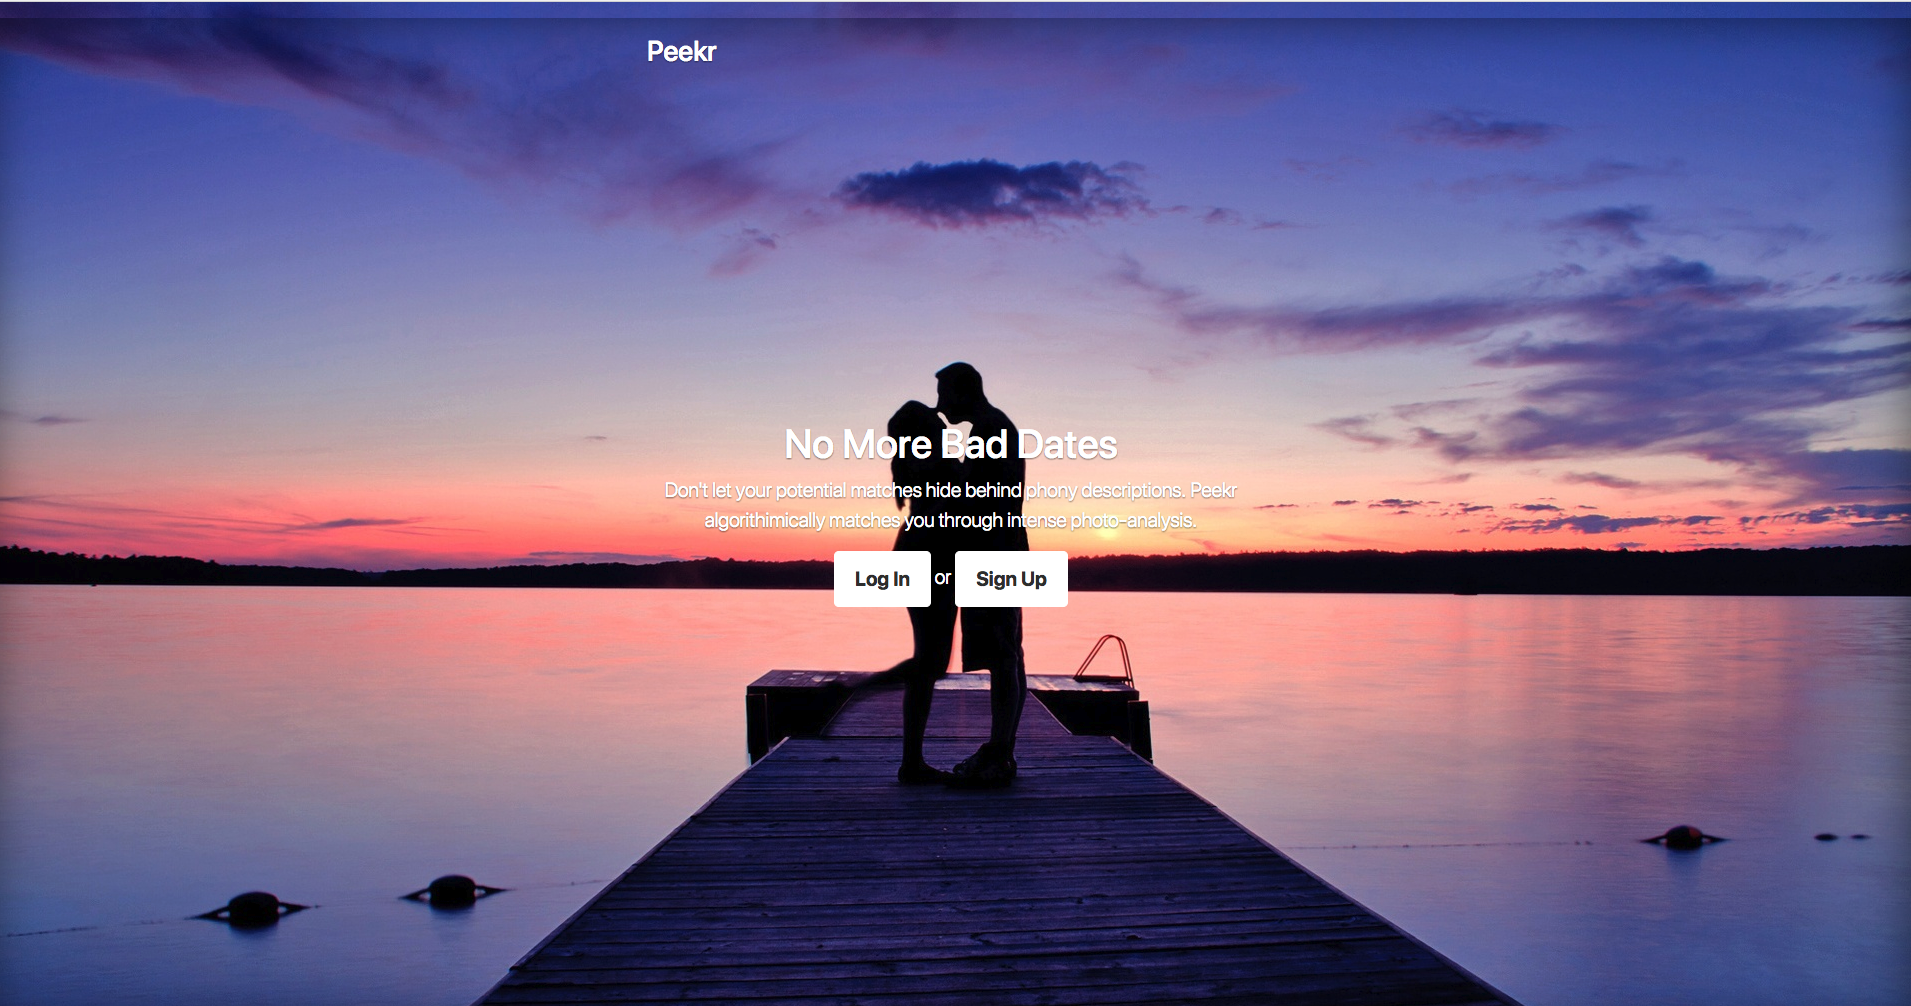 Peekr
No More Bad Dates
Don't let your potential matches hide behind phony descriptions. Peekr
algorithimically matches you through intense photo-analysis.
Log In or Sign Up